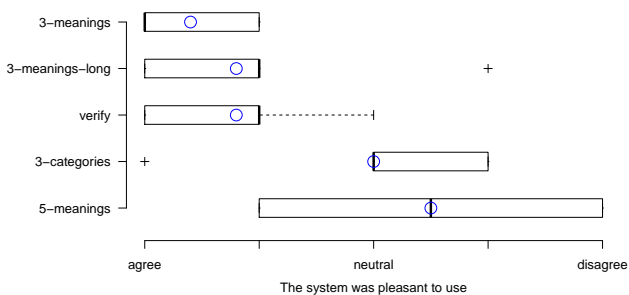 3−meanings
3−meanings−long
verify
3−categories
5−meanings
agree neutral disagree
The system was pleasant to use